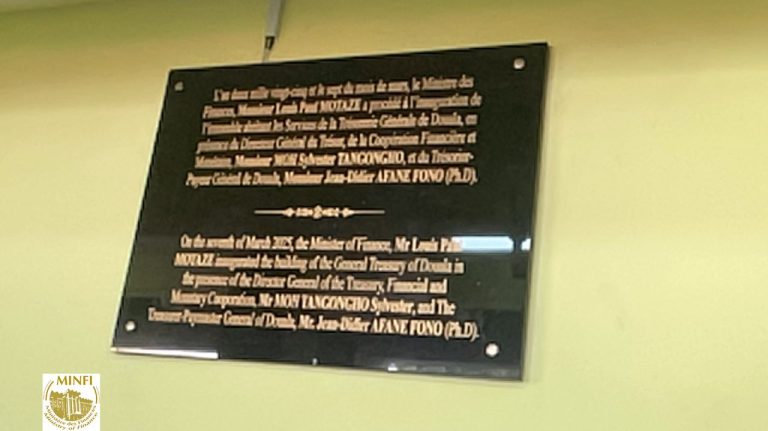 L'an deux mille vingt-cinq et le sept du mois de mars, le Ministre des
Finances, Monsieur Louis Paul MOTAZE a procédé à l'inauguration de
l'immeuble abritant les Services de la Trésorerie Générale de Douala, en
présence du Directeur Général du Trésor, de la Coopération Financière et
Monétaire, Monsieur MOH Sylvester TANGONGHO, et du Trésorier-
Payeur Général de Douala, Monsieur Jean-Didier AFANE FONO (Ph.D).
On the seventh of March 2025, the Minister of Finance, Mr Louis Paul
MOTAZE inaugurated the building of the General Treasury of Douala in
the presence of the Director General of the Treasury, Financial and
Monetary Cooperation, Mr MOH TANGONGHO Sylvester, and The
Treasurer-Paymaster General of Douala, Mr. Jean-Didier AFANE FONO (Ph.D).
MINFI
Ministère des Finances
Ministry of Finance